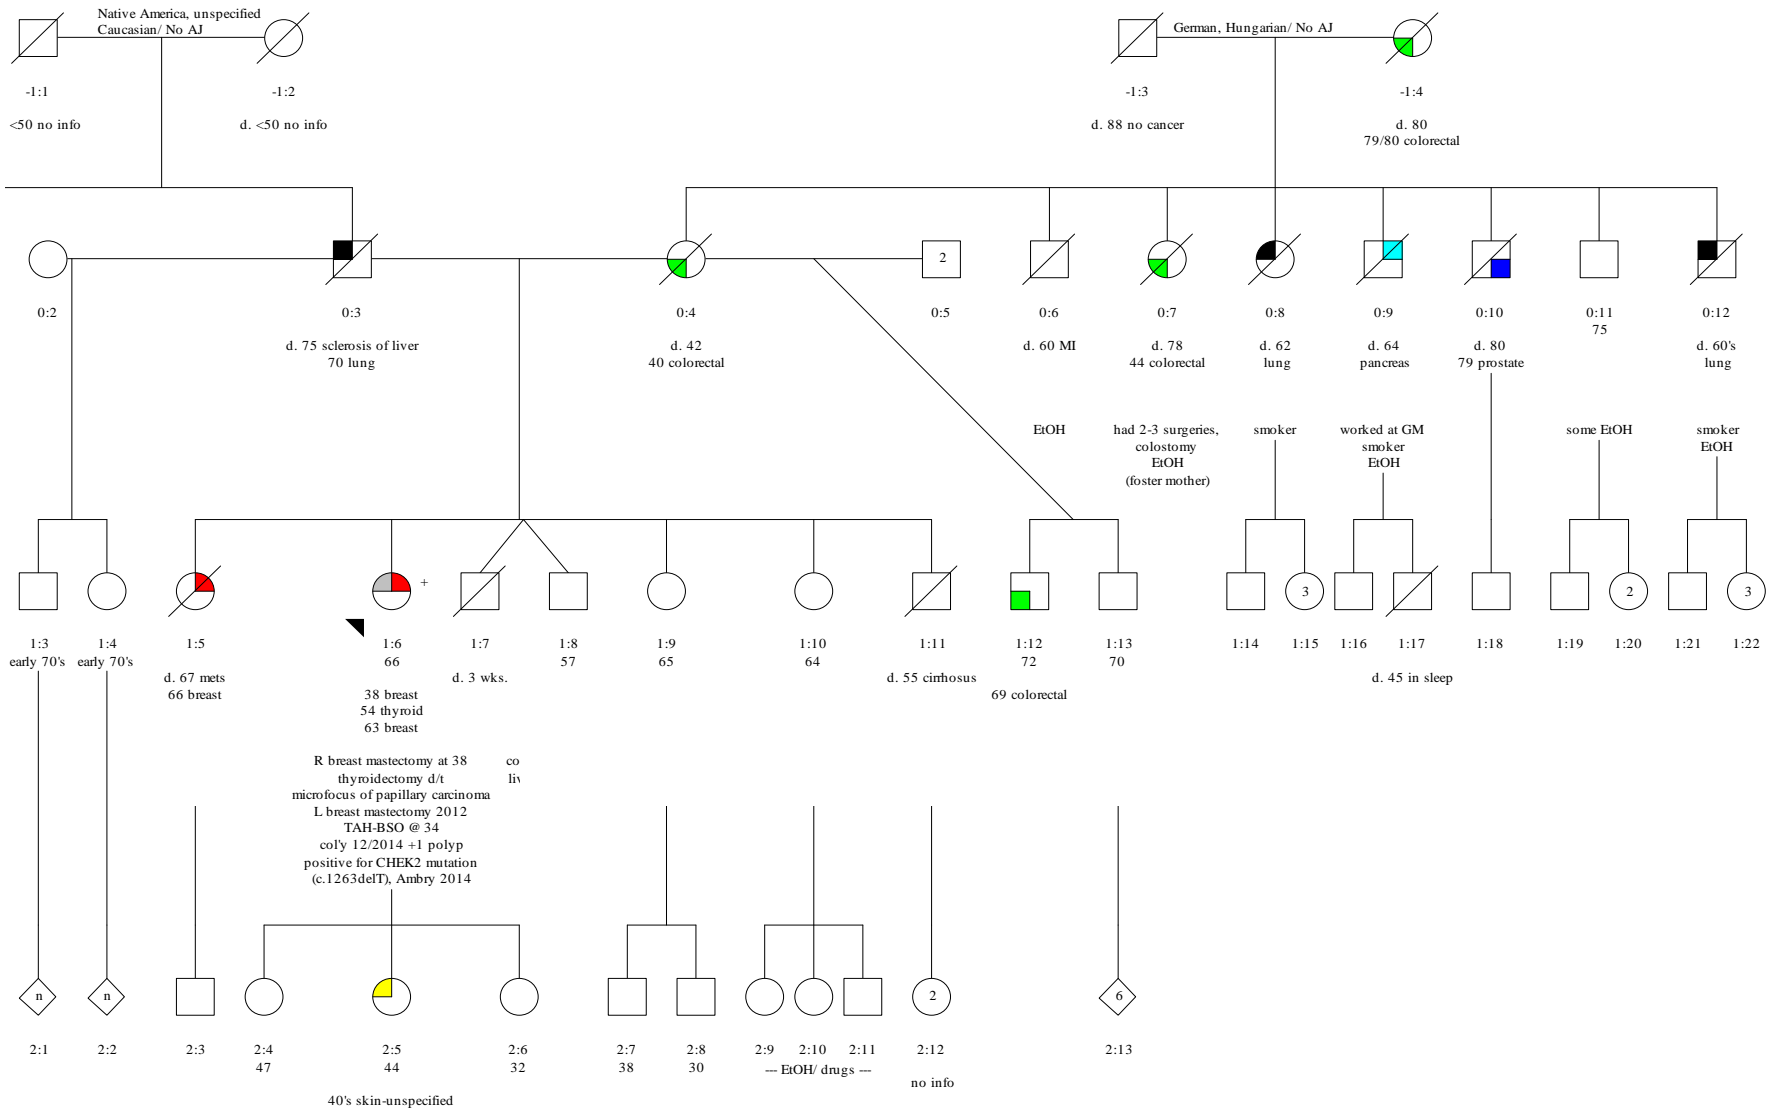 Native America, unspecified
Caucasian/ No AJ
German, Hungarian/ No AJ
-1:1
-1:2
-1:3
-1:4
<50 no info
d. <50 no info
d. 88 no cancer
d. 80
79/80 colorectal
2
0:2
0:3
0:4
0:5
0:6
0:7
0:8
0:9
0:10
0:11
0:12
75
d. 75 sclerosis of liver
70 lung
d. 42
40 colorectal
d. 60 MI
d. 78
44 colorectal
d. 62
lung
d. 64
pancreas
d. 80
79 prostate
d. 60's
lung
EtOH
had 2-3 surgeries,
colostomy
EtOH
(foster mother)
smoker
worked at GM
smoker
EtOH
some EtOH
smoker
EtOH
+
3
2
3
1:3
early 70's
1:4
early 70's
1:5
1:6
66
1:7
1:8
57
1:9
65
1:10
64
1:11
1:12
72
1:13
70
1:14
1:15
1:16
1:17
1:18
1:19
1:20
1:21
1:22
d. 67 mets
66 breast
38 breast
54 thyroid
63 breast
d. 3 wks.
d. 55 cirrhosus
69 colorectal
d. 45 in sleep
R breast mastectomy at 38
thyroidectomy d/t
microfocus of papillary carcinoma
L breast mastectomy 2012
TAH-BSO @ 34
col'y 12/2014 +1 polyp
positive for CHEK2 mutation
(c.1263delT), Ambry 2014
co
n
n
2
6
2:1
2:2
2:3
2:4
47
2:5
44
2:6
32
2:7
38
2:8
30
2:9
2:10
2:11
--- EtOH/ drugs ---
2:12
no info
2:13
40's skin-unspecified